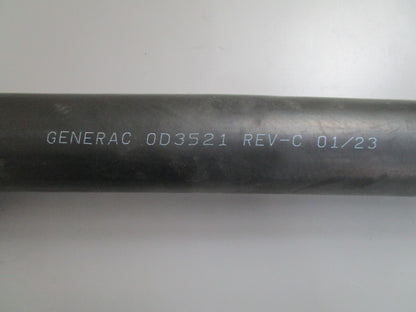 GENERAC 0D3521 REV-C 01/23